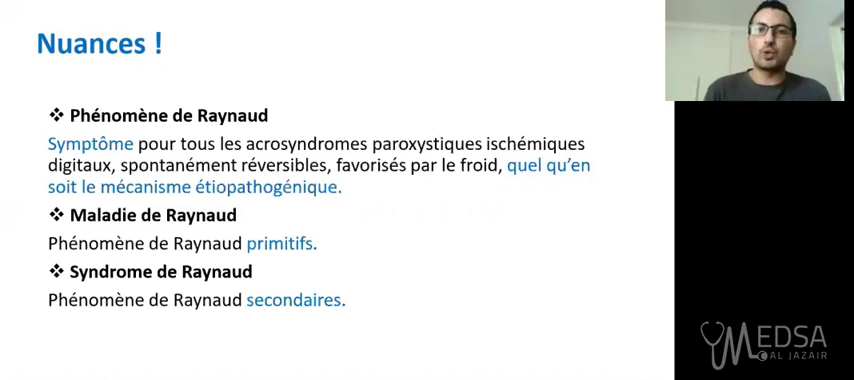 Nuances !
❖ Phénomène de Raynaud
Symptôme pour tous les acrosyndromes paroxystiques ischémiques
digitaux, spontanément réversibles, favorisés par le froid, quel qu’en
soit le mécanisme étiopathogénique.
❖ Maladie de Raynaud
Phénomène de Raynaud primitifs.
❖ Syndrome de Raynaud
Phénomène de Raynaud secondaires.
MEDSA
AL JAZAIR